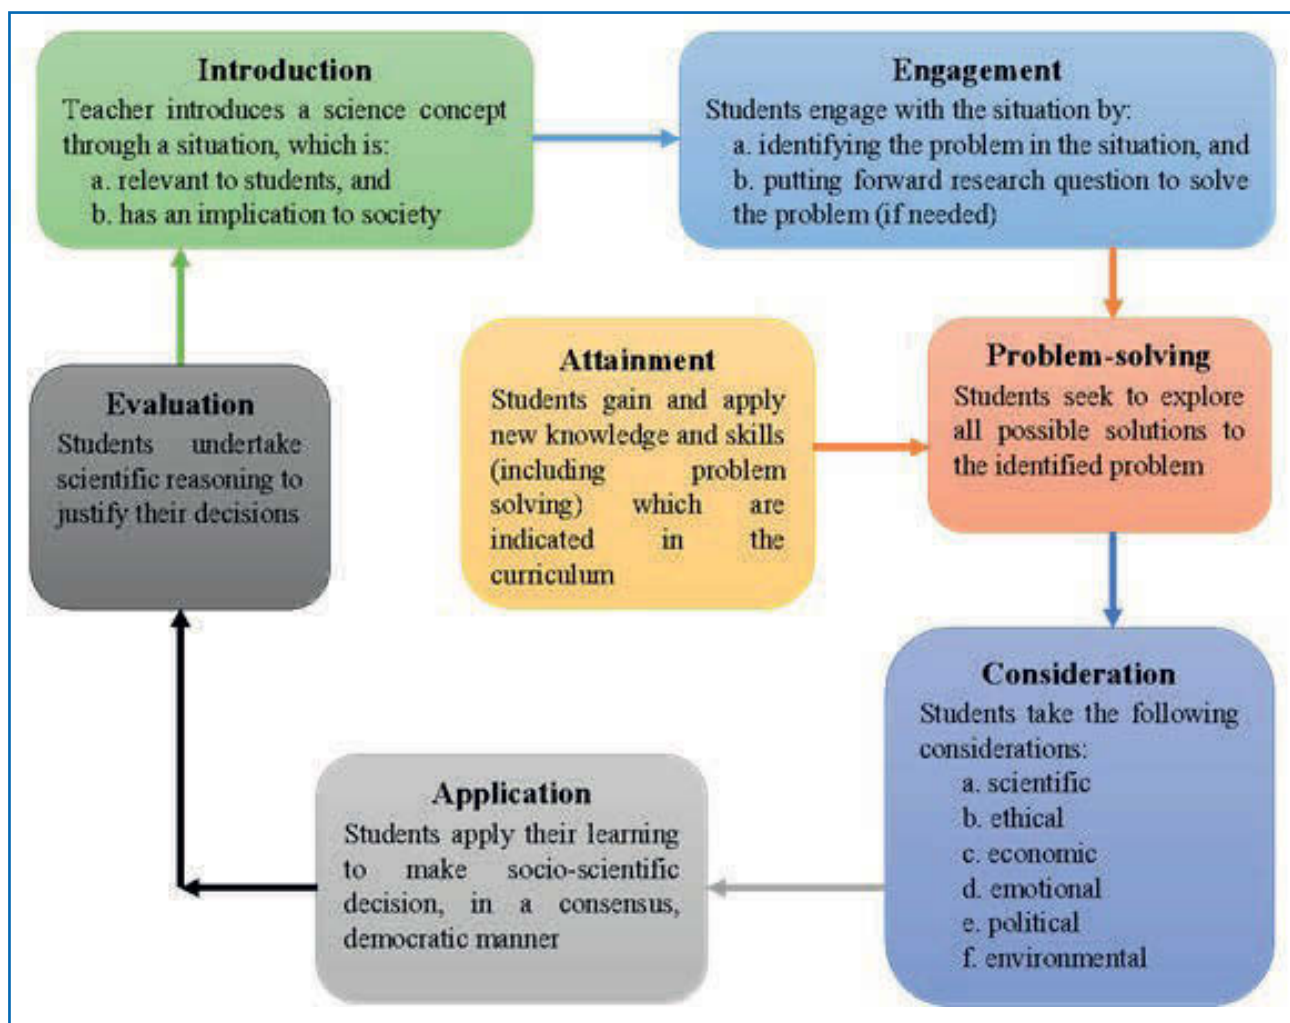 Introduction
Teacher introduces a science concept
through a situation, which is:
a. relevant to students, and
b. has an implication to society
Engagement
Students engage with the situation by:
a. identifying the problem in the situation, and
b. putting forward research question to solve
the problem (if needed)
Attainment
Students gain and apply
new knowledge and skills
(including problem
solving) which are
indicated in the
curriculum
Problem-solving
Students seek to explore
all possible solutions to
the identified problem
Evaluation
Students undertake
scientific reasoning to
justify their decisions
Consideration
Students take the following
considerations:
a. scientific
b. ethical
c. economic
d. emotional
e. political
f. environmental
Application
Students apply their learning
to make socio-scientific
decision, in a consensus,
democratic manner